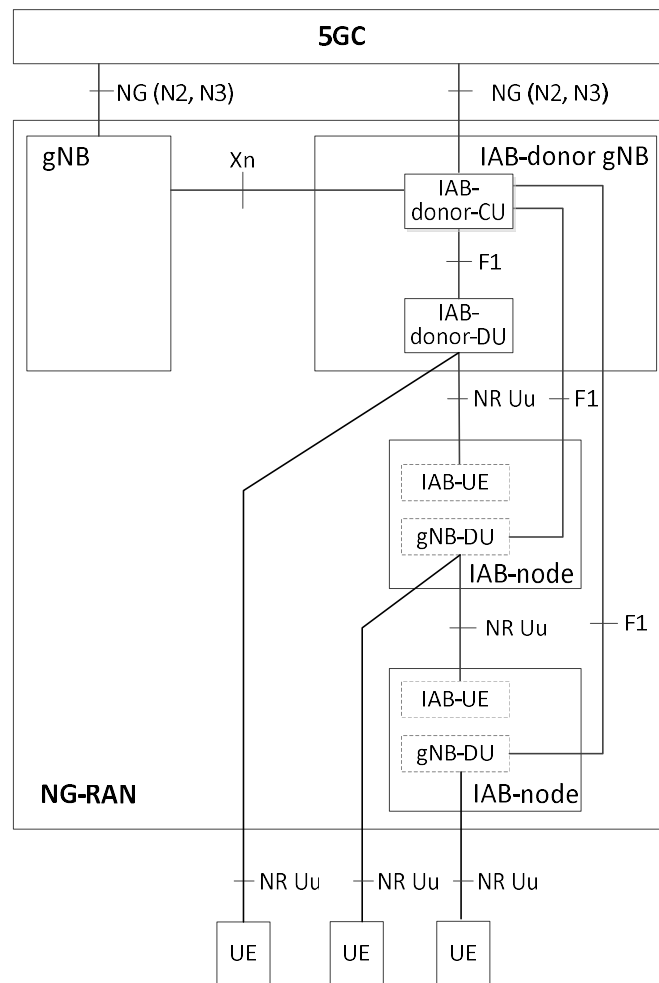 5GC
NG (N2, N3)
NG (N2, N3)
gNB
IAB-donor gNB
Xn
IAB-
donor-CU
F1
IAB-
donor-DU
NR Uu
F1
IAB-UE
gNB-DU
IAB-node
NR Uu
F1
IAB-UE
gNB-DU
NG-RAN
IAB-node
NR Uu
NR Uu
NR Uu
UE
UE
UE